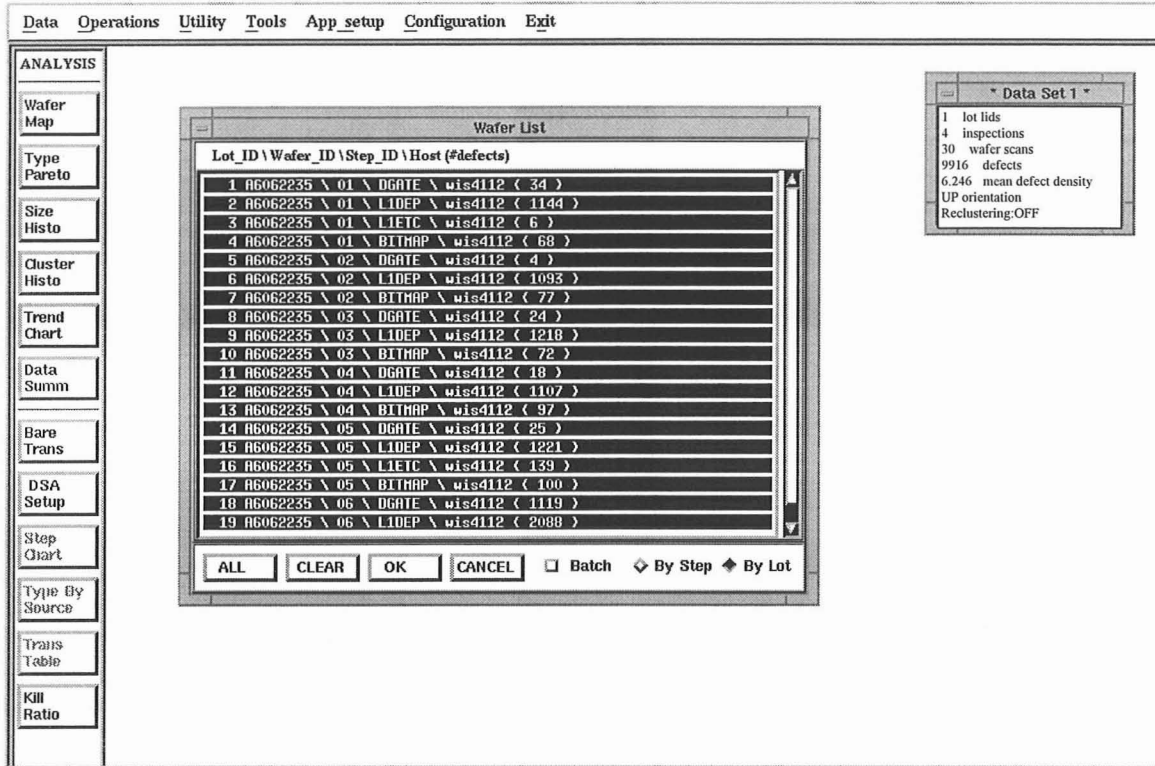 Data Operations Utility Tools App_setup Configuration Exit
ANALYSIS
Wafer
Map
Type
Pareto
Size
Histo
Cluster
Histo
Trend
Chart
Data
Summ
Bare
Trans
DSA
Setup
Step
Chart
Type By
Source
Trans
Table
Kill
Ratio
Wafer List
Lot_ID \ Wafer_ID \ Step_ID \ Host (#defects)
1 A6062235 \ 01 \ DGATE \ wis4112 ( 34 )
2 A6062235 \ 01 \ L1DEP \ wis4112 ( 1144 )
3 A6062235 \ 01 \ L1ETC \ wis4112 ( 6 )
4 A6062235 \ 01 \ BITMAP \ wis4112 ( 68 )
5 A6062235 \ 02 \ DGATE \ wis4112 ( 4 )
6 A6062235 \ 02 \ L1DEP \ wis4112 ( 1093 )
7 A6062235 \ 02 \ BITMAP \ wis4112 ( 77 )
8 A6062235 \ 03 \ DGATE \ wis4112 ( 24 )
9 A6062235 \ 03 \ L1DEP \ wis4112 ( 1218 )
10 A6062235 \ 03 \ BITMAP \ wis4112 ( 72 )
11 A6062235 \ 04 \ DGATE \ wis4112 ( 18 )
12 A6062235 \ 04 \ L1DEP \ wis4112 ( 1107 )
13 A6062235 \ 04 \ BITMAP \ wis4112 ( 97 )
14 A6062235 \ 05 \ DGATE \ wis4112 ( 25 )
15 A6062235 \ 05 \ L1DEP \ wis4112 ( 1221 )
16 A6062235 \ 05 \ L1ETC \ wis4112 ( 139 )
17 A6062235 \ 05 \ BITMAP \ wis4112 ( 100 )
18 A6062235 \ 06 \ DGATE \ wis4112 ( 1119 )
19 A6062235 \ 06 \ L1DEP \ wis4112 ( 2088 )
ALL CLEAR OK CANCEL Batch By Step By Lot
* Data Set 1 *
1 lot lids
4 inspections
30 wafer scans
9916 defects
6.246 mean defect density
UP orientation
Reclustering:OFF